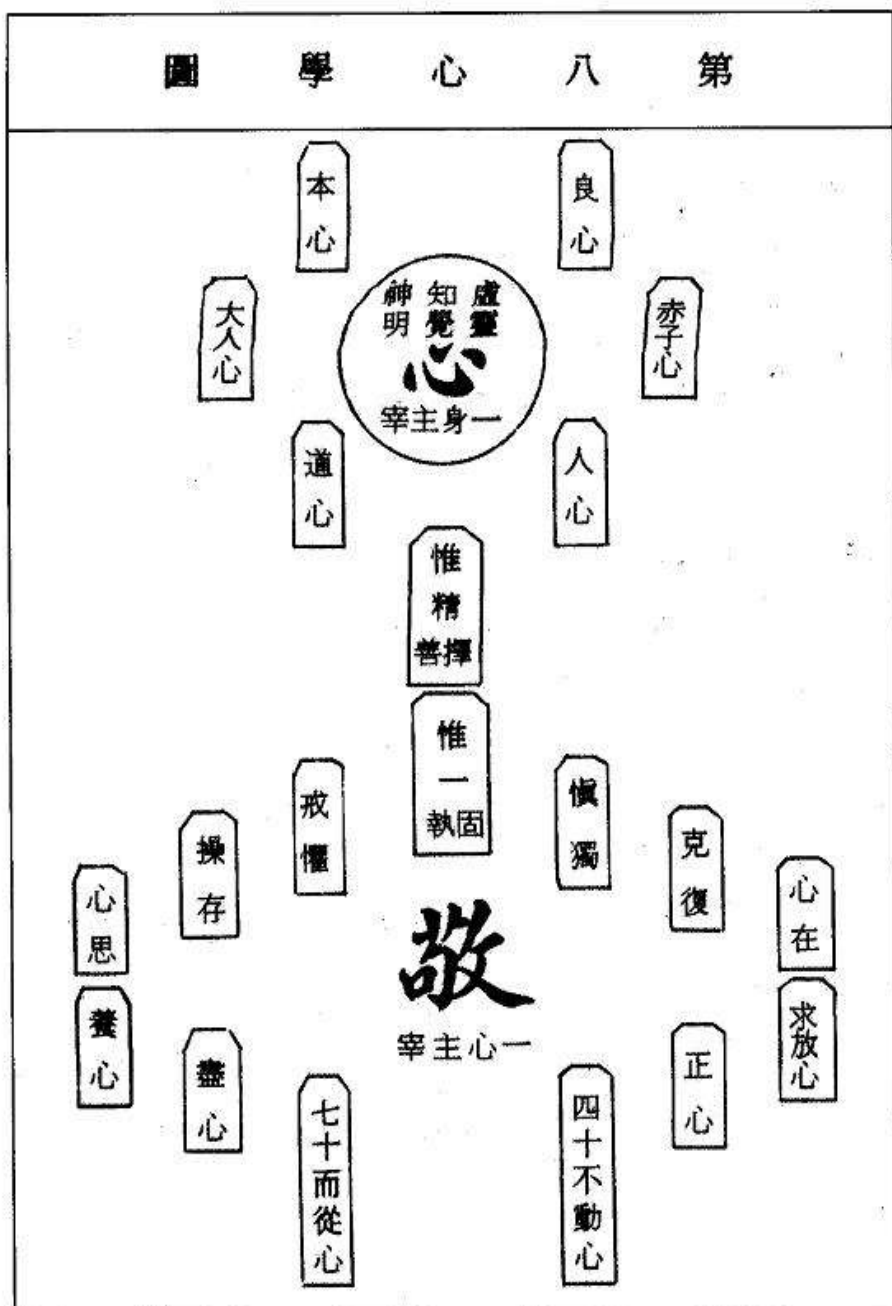 第八心學圖
良心
本心
虛靈
知覺
神明
心
一身主宰
赤子心
大人心
人心
道心
惟精
擇善
惟一
固執
愼獨
戒懼
克復
操存
心在
心思
求放心
養心
敬
一心主宰
正心
盡心
四十不動心
七十而從心